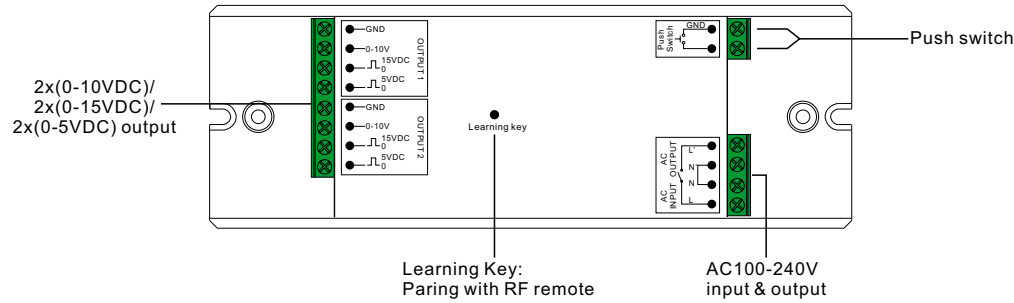 2x(0-10VDC)/
2x(0-15VDC)/
2x(0-5VDC) output
GND
0-10V
15VDC
0
5VDC
0
OUTPUT 1
GND
0-10V
15VDC
0
5VDC
0
OUTPUT 2
Learning key
Push
Switch
GND
Push switch
AC
OUTPUT
AC
INPUT
L'
N'
N
L
Learning Key:
Paring with RF remote
AC100-240V
input & output